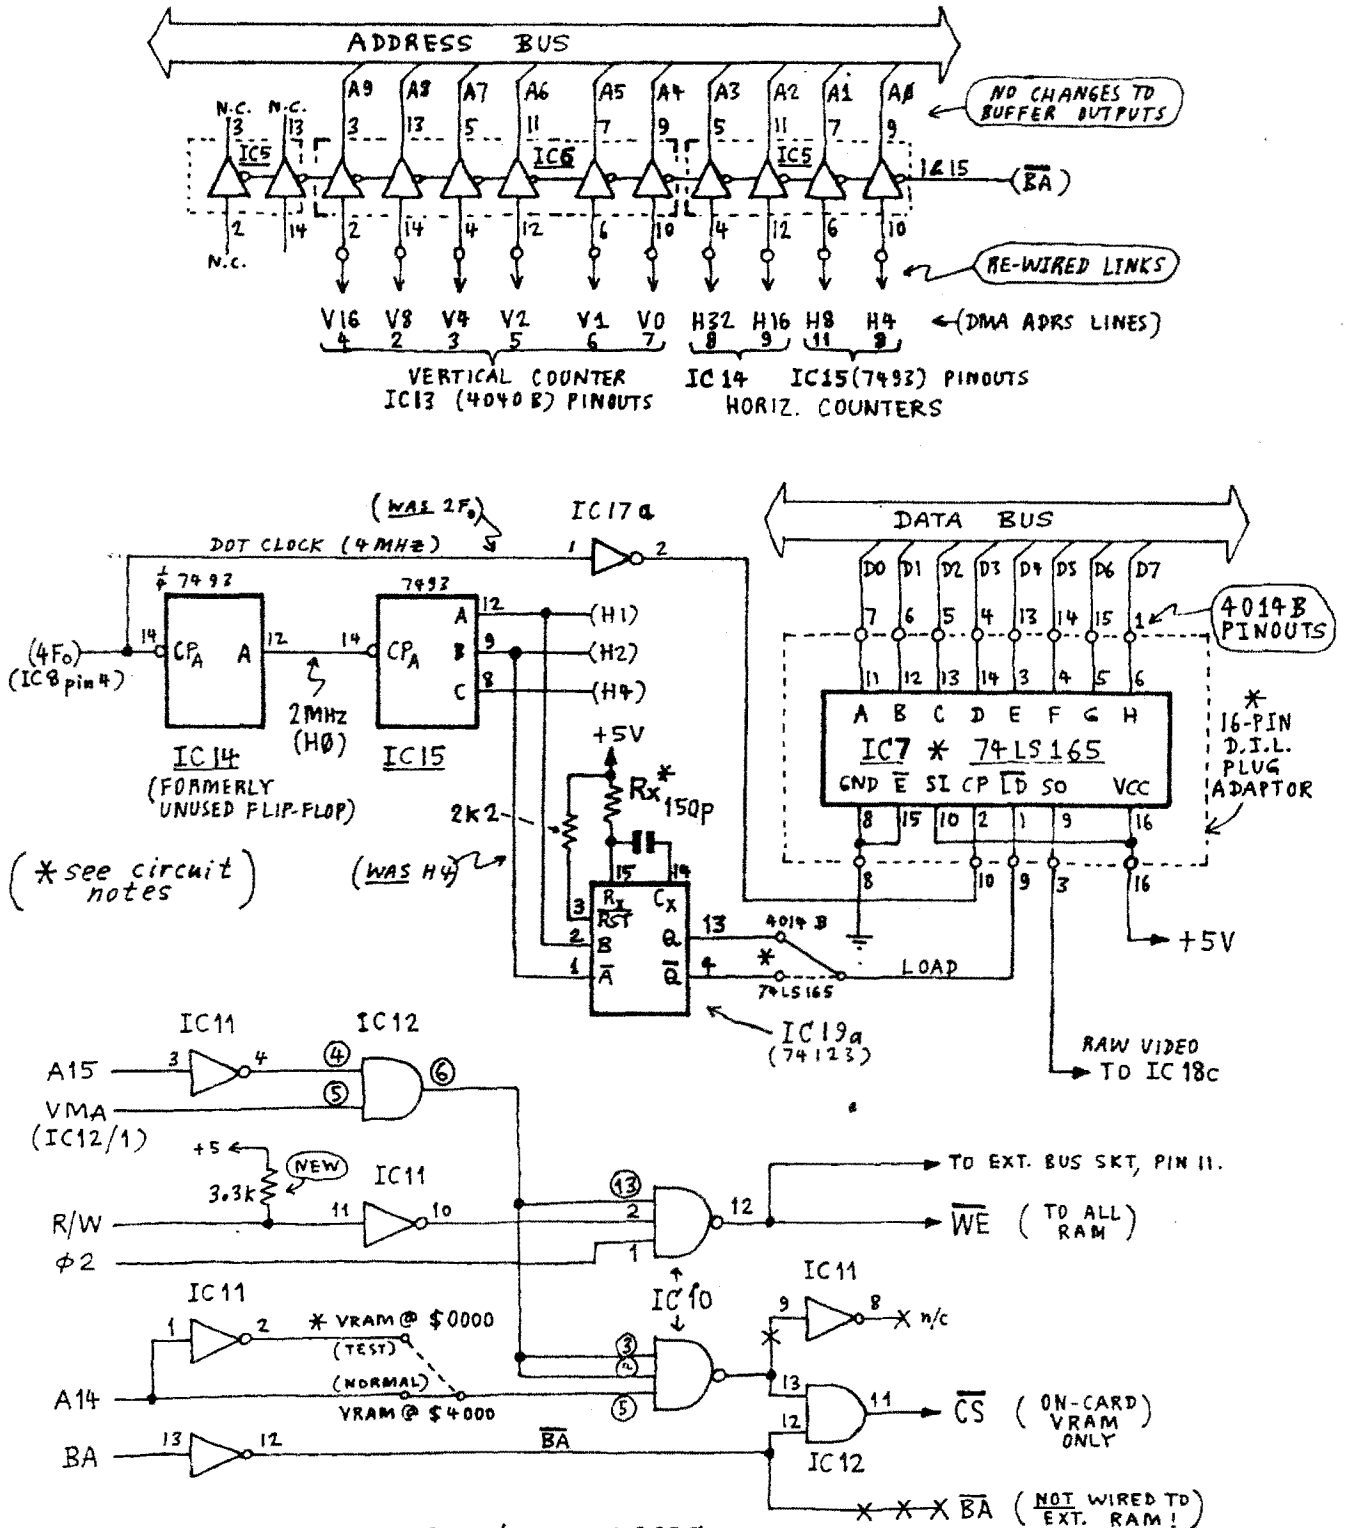 ADDRESS BUS
A9 A8 A7 A6 A5 A4 A3 A2 A1 A0
NO CHANGES TO
BUFFER OUTPUTS
N.C. N.C.
3 13 3 13 5 11 7 9 5 11 7 9
IC5 IC6 IC5
1&15 (BA)
2 14 2 14 4 12 6 10 4 12 6 10
N.C.
RE-WIRED LINKS
V16 V8 V4 V2 V1 V0 H32 H16 H8 H4 (DMA ADRS LINES)
4 2 3 5 6 7 8 9 11 8
VERTICAL COUNTER IC14 IC15(7493) PINOUTS
IC13 (4040B) PINOUTS HORIZ. COUNTERS
(WAS 2F0) IC17a
DATA BUS
DOT CLOCK (4MHZ) 1 2
D0 D1 D2 D3 D4 D5 D6 D7
7493 7493
7 6 5 4 13 14 15 1
4014B
PINOUTS
(4F0) 14 CPA A 12 14 CPA
A 12 (H1)
B 9 (H2)
C 8 (H4)
(IC8 pin 4)
2MHZ
(H0)
IC14 IC15
(FORMERLY
UNUSED FLIP-FLOP)
11 12 13 14 3 4 5 6
A B C D E F G H
IC7 * 74LS165
GND E SI CP LD SO VCC
8 15 10 2 1 9 16
8 10 9 3 16
*
16-PIN
D.I.L.
PLUG
ADAPTOR
+5V
+5V
Rx* 150p
2K2
(WAS H4)
(* see circuit
notes)
15 14
Rx Cx
3 RST
2 B Q 13
1 A Q 4
4014B
*
74LS165
LOAD
IC19a
(74123)
RAW VIDEO
TO IC18c
IC11 IC12
A15 3 4 4 6
VMA 5
(IC12/1)
+5
NEW
3.3k
IC11
R/W 11 10
φ2
13
2
1
12
TO EXT. BUS SKT, PIN 11.
WE (TO ALL
RAM)
IC10
IC11 IC11
9 8 n/c
1 2 * VRAM @ $0000
(TEST)
(NORMAL)
A14 VRAM @ $4000
3
5
13
12
11 CS (ON-CARD
VRAM
ONLY)
IC12
BA 13 12 BA
BA (NOT WIRED TO
EXT. RAM!)